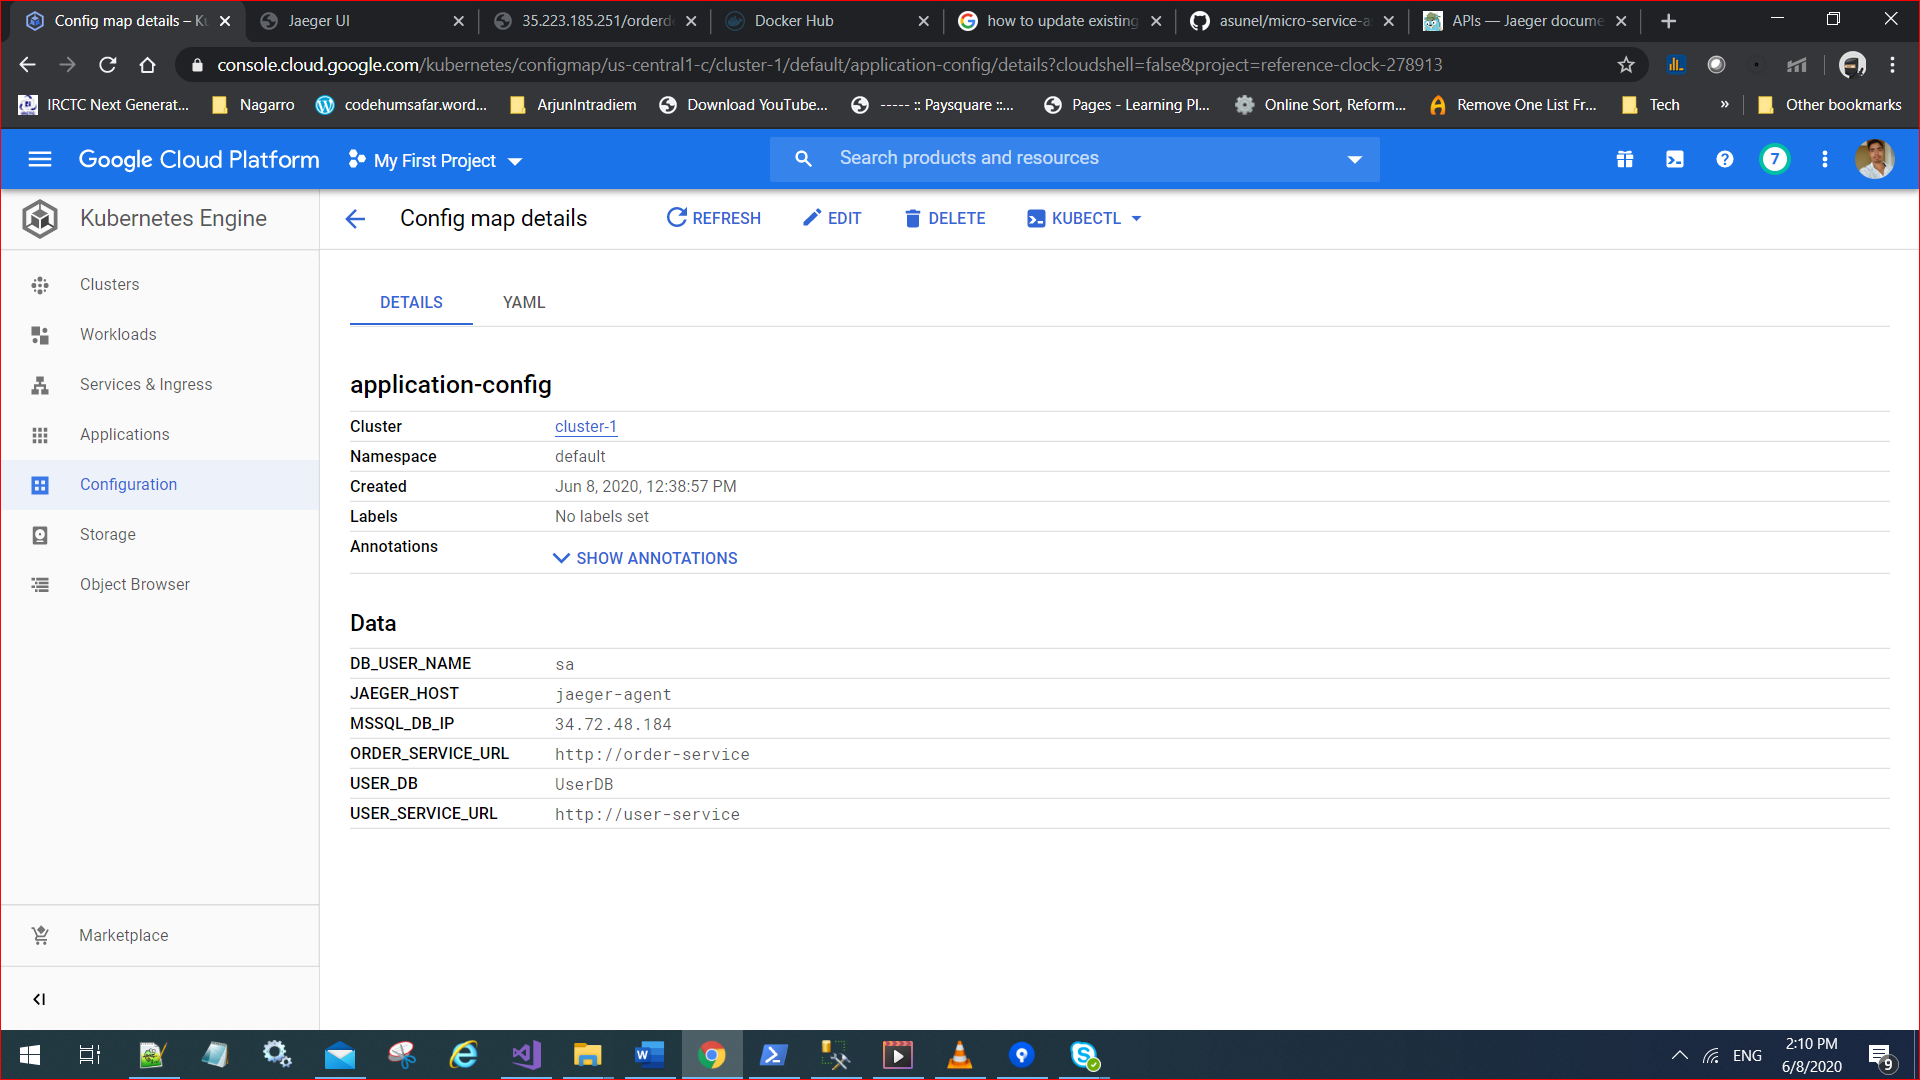 Config map details – Ku
Jaeger UI
35.223.185.251/orderde
Docker Hub
how to update existing
asunel/micro-service-a
APIs — Jaeger docume
console.cloud.google.com/kubernetes/configmap/us-central1-c/cluster-1/default/application-config/details?cloudshell=false&project=reference-clock-278913
IRCTC Next Generat...
Nagarro
codehumsafar.word...
ArjunIntradiem
Download YouTube...
----- :: Paysquare ::...
Pages - Learning Pl...
Online Sort, Reform...
Remove One List Fr...
Tech
»
Other bookmarks
Google Cloud Platform
My First Project
Search products and resources
7
Kubernetes Engine
Config map details
REFRESH
EDIT
DELETE
KUBECTL
Clusters
Workloads
Services & Ingress
Applications
Configuration
Storage
Object Browser
Marketplace
DETAILS
YAML
application-config
Cluster cluster-1
Namespace default
Created Jun 8, 2020, 12:38:57 PM
Labels No labels set
Annotations SHOW ANNOTATIONS
Data
DB_USER_NAME sa
JAEGER_HOST jaeger-agent
MSSQL_DB_IP 34.72.48.184
ORDER_SERVICE_URL http://order-service
USER_DB UserDB
USER_SERVICE_URL http://user-service
ENG
2:10 PM
6/8/2020
9